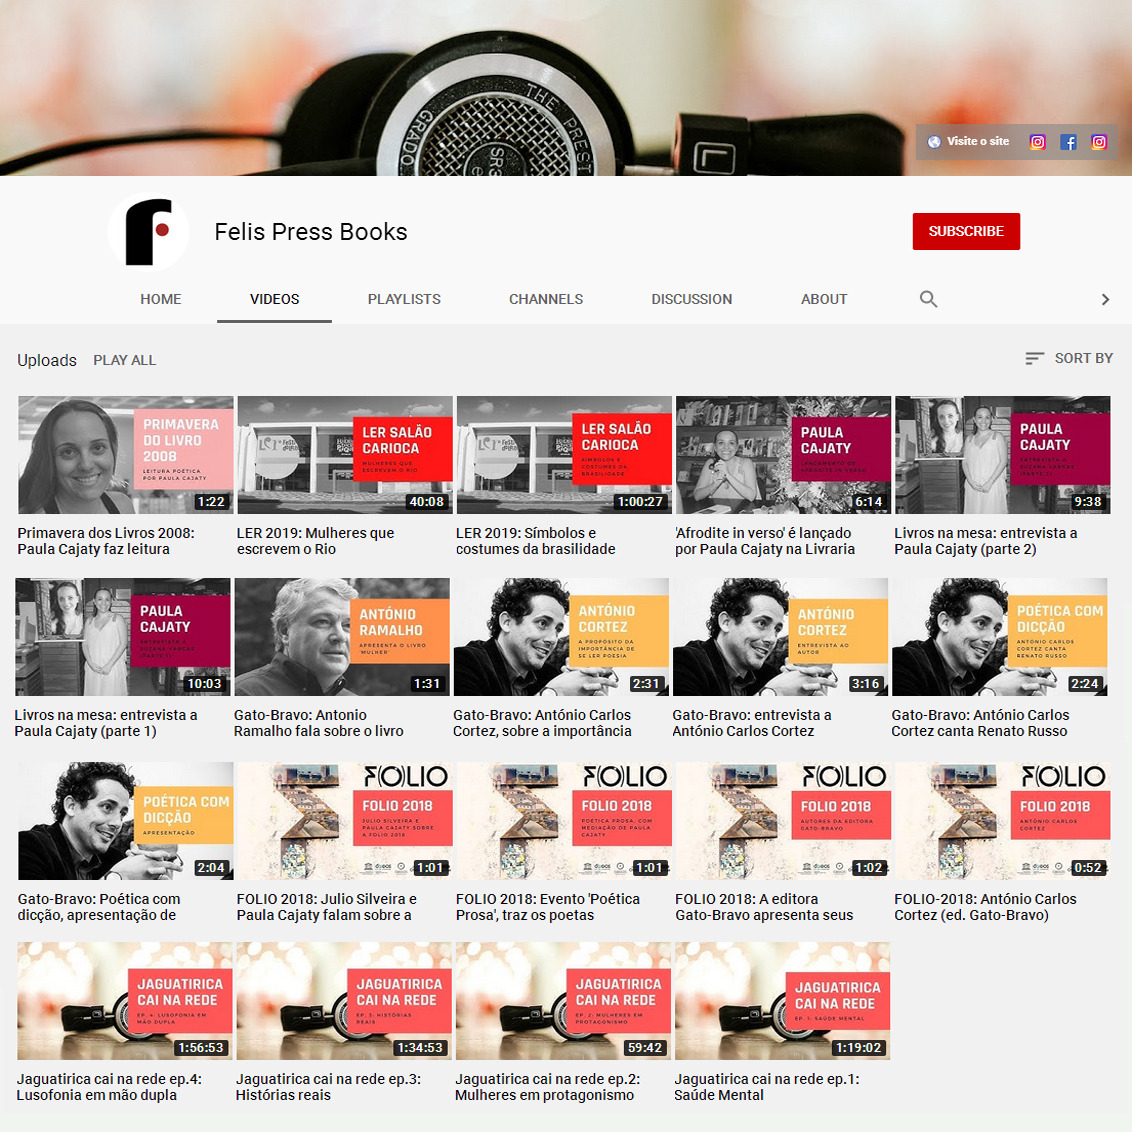 THE PREST
GRADO
SR3
L
Visite o site
Felis Press Books
SUBSCRIBE
HOME
VIDEOS
PLAYLISTS
CHANNELS
DISCUSSION
ABOUT
Uploads
PLAY ALL
SORT BY
PRIMAVERA
DO LIVRO
2008
LEITURA POÉTICA
POR PAULA CAJATY
1:22
LER SALÃO
CARIOCA
MULHERES QUE
ESCREVEM O RIO
40:08
LER SALÃO
CARIOCA
SÍMBOLOS E
COSTUMES DA
BRASILIDADE
1:00:27
PAULA
CAJATY
LANÇAMENTO DE
AFRODITE IN VERSO
6:14
PAULA
CAJATY
ENTREVISTA A
SUZANA VARGAS
(PARTE 2)
9:38
Primavera dos Livros 2008:
Paula Cajaty faz leitura
LER 2019: Mulheres que
escrevem o Rio
LER 2019: Símbolos e
costumes da brasilidade
'Afrodite in verso' é lançado
por Paula Cajaty na Livraria
Livros na mesa: entrevista a
Paula Cajaty (parte 2)
PAULA
CAJATY
ENTREVISTA A
SUZANA VARGAS
(PARTE 1)
10:03
ANTÓNIO
RAMALHO
APRESENTA O LIVRO
'MULHER'
1:31
ANTÓNIO
CORTEZ
A PROPÓSITO DA
IMPORTÂNCIA DE
SE LER POESIA
2:31
ANTÓNIO
CORTEZ
ENTREVISTA AO
AUTOR
3:16
POÉTICA COM
DICÇÃO
ANTÓNIO CARLOS
CORTEZ CANTA
RENATO RUSSO
2:24
Livros na mesa: entrevista a
Paula Cajaty (parte 1)
Gato-Bravo: Antonio
Ramalho fala sobre o livro
Gato-Bravo: António Carlos
Cortez, sobre a importância
Gato-Bravo: entrevista a
António Carlos Cortez
Gato-Bravo: António Carlos
Cortez canta Renato Russo
POÉTICA COM
DICÇÃO
APRESENTAÇÃO
2:04
FOLIO
FOLIO 2018
JULIO SILVEIRA E
PAULA CAJATY SOBRE
A FOLIO 2018
1:01
FOLIO
FOLIO 2018
POÉTICA PROSA, COM
MEDIAÇÃO DE PAULA
CAJATY
1:01
FOLIO
FOLIO 2018
AUTORES DA EDITORA
GATO-BRAVO
1:02
FOLIO
FOLIO 2018
ANTÓNIO CARLOS
CORTEZ
0:52
Gato-Bravo: Poética com
dicção, apresentação de
FOLIO 2018: Julio Silveira e
Paula Cajaty falam sobre a
FOLIO 2018: Evento 'Poética
Prosa', traz os poetas
FOLIO 2018: A editora
Gato-Bravo apresenta seus
FOLIO-2018: António Carlos
Cortez (ed. Gato-Bravo)
JAGUATIRICA
CAI NA REDE
EP. 4: LUSOFONIA EM
MÃO DUPLA
1:56:53
JAGUATIRICA
CAI NA REDE
EP. 3: HISTÓRIAS
REAIS
1:34:53
JAGUATIRICA
CAI NA REDE
EP. 2: MULHERES EM
PROTAGONISMO
59:42
JAGUATIRICA
CAI NA REDE
EP. 1: SAÚDE MENTAL
1:19:02
Jaguatirica cai na rede ep.4:
Lusofonia em mão dupla
Jaguatirica cai na rede ep.3:
Histórias reais
Jaguatirica cai na rede ep.2:
Mulheres em protagonismo
Jaguatirica cai na rede ep.1:
Saúde Mental